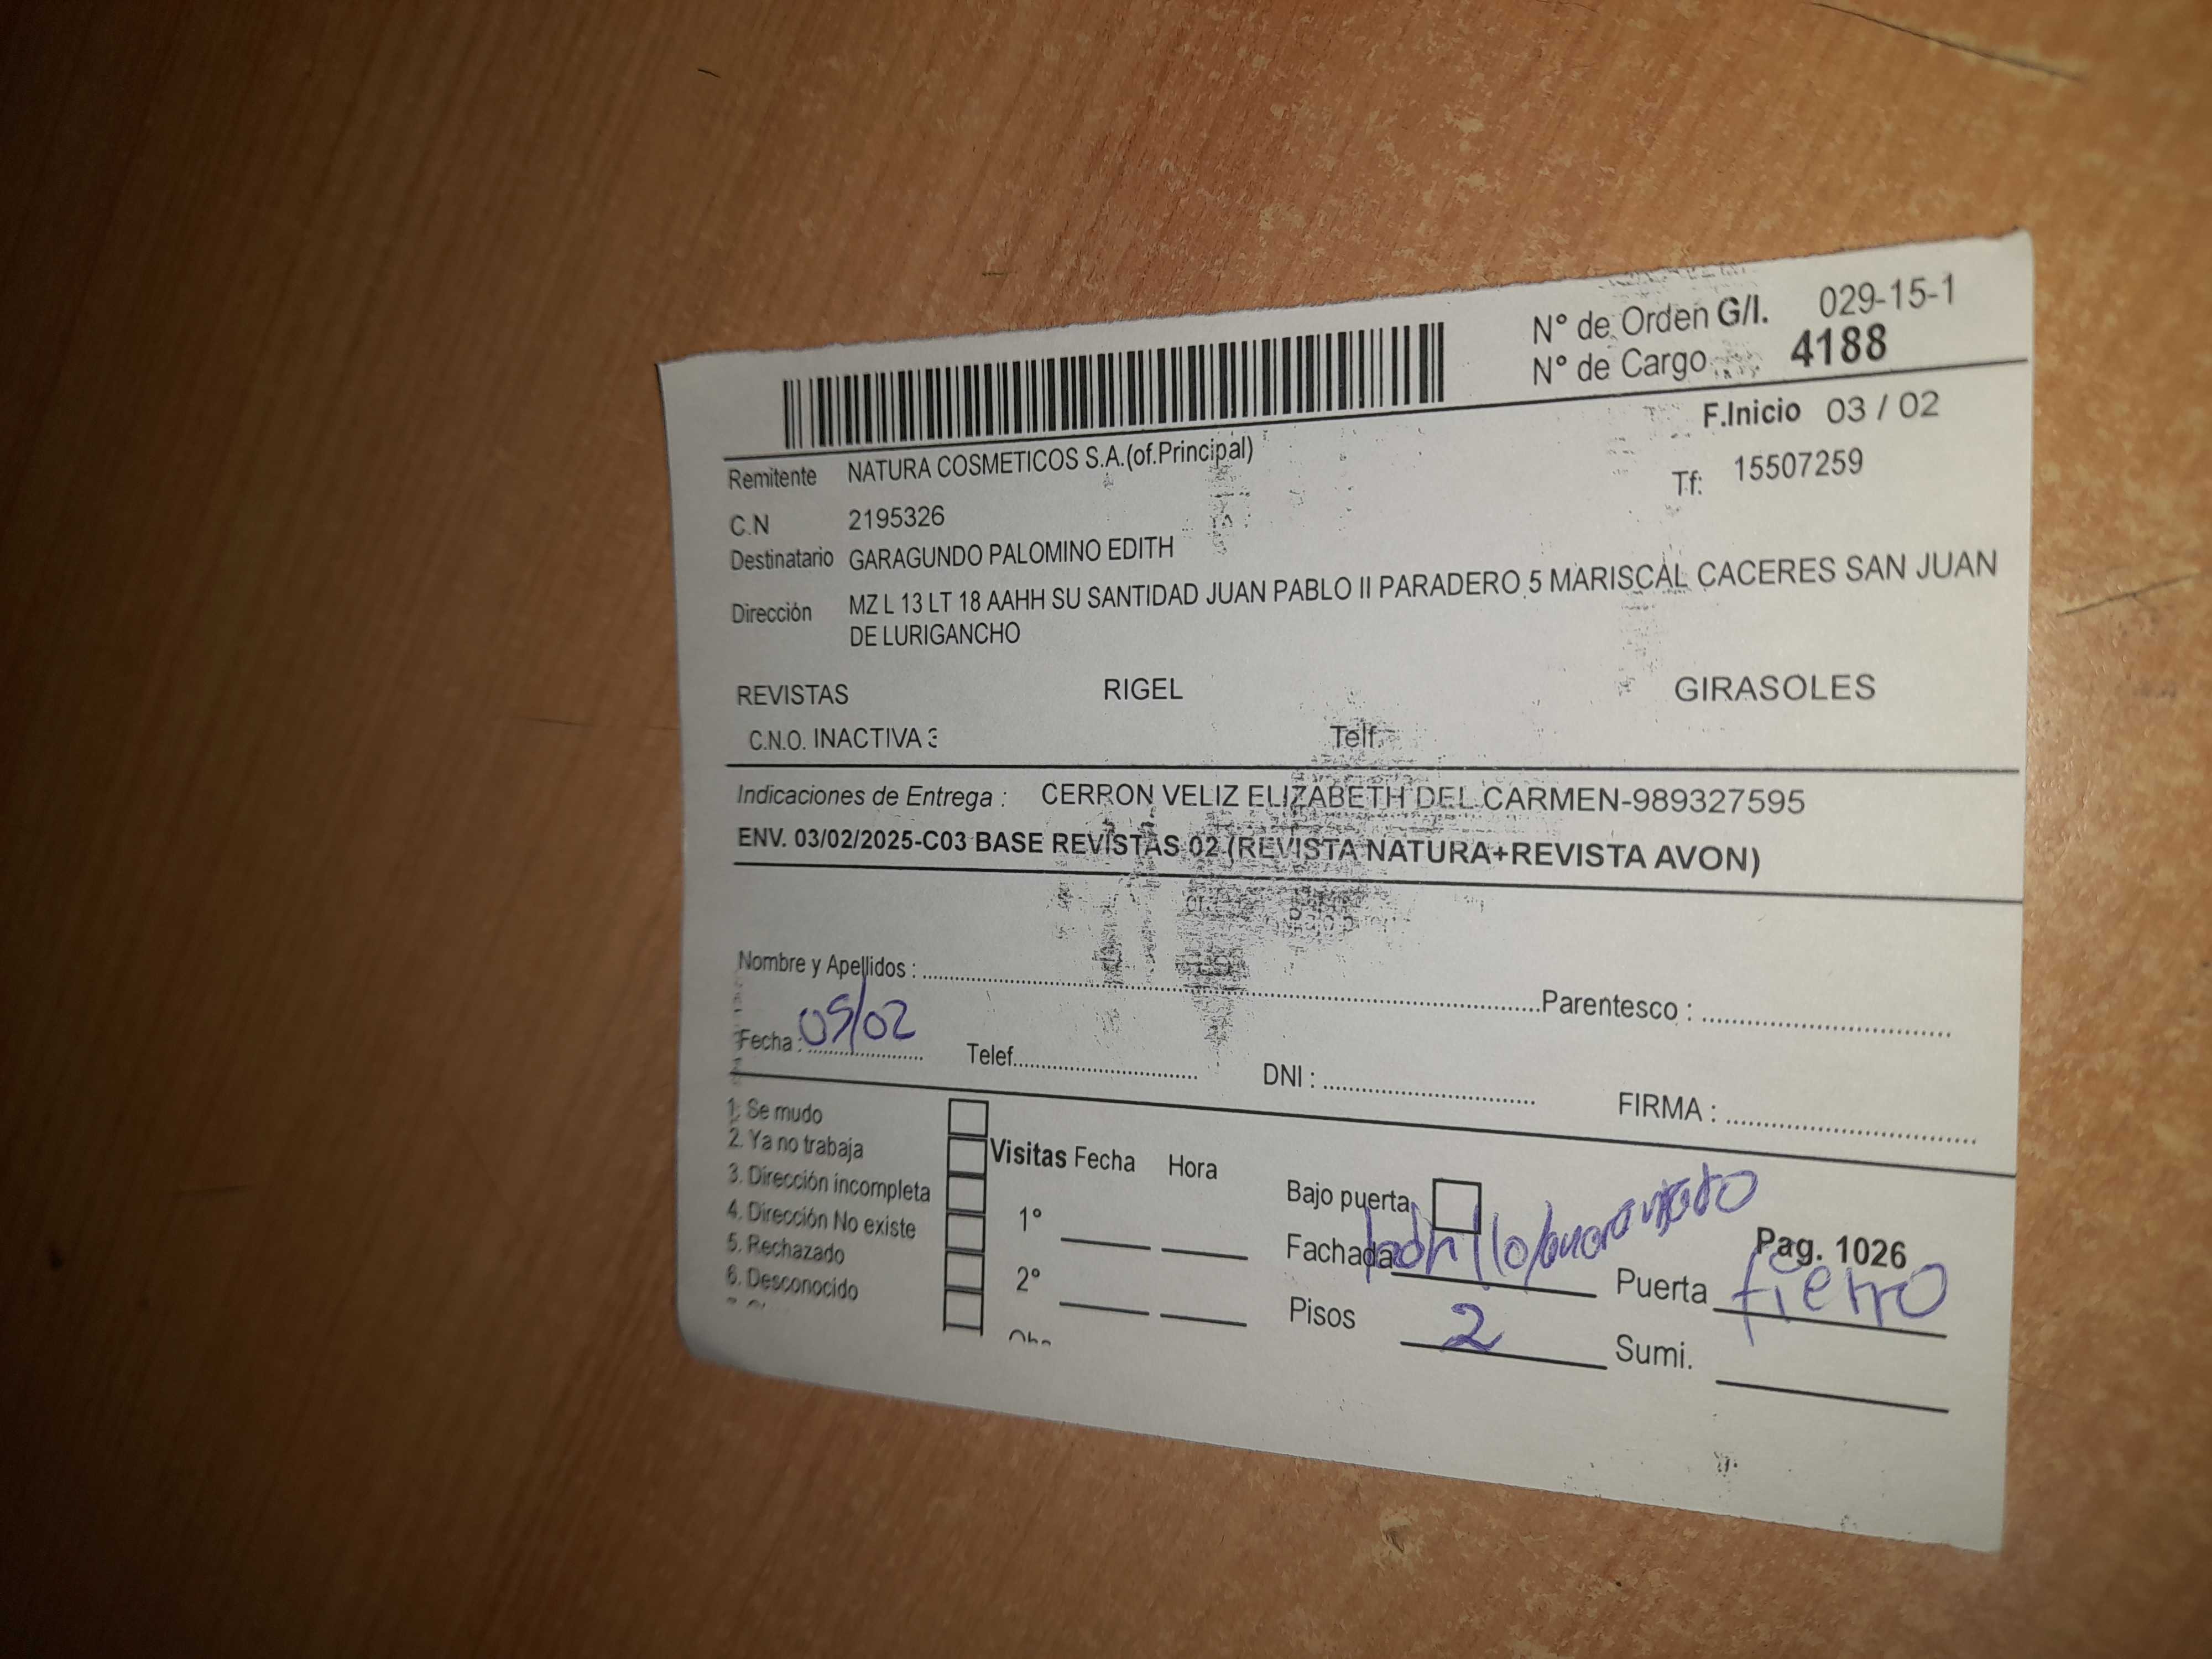 N° de Orden G/I. 029-15-1
N° de Cargo 4188
F.Inicio 03 / 02
Remitente NATURA COSMETICOS S.A.(of.Principal)
Tf: 15507259
C.N 2195326
Destinatario GARAGUNDO PALOMINO EDITH
Dirección MZ L 13 LT 18 AAHH SU SANTIDAD JUAN PABLO II PARADERO 5 MARISCAL CACERES SAN JUAN
DE LURIGANCHO
REVISTAS RIGEL GIRASOLES
C.N.O. INACTIVA 3 Telf:
Indicaciones de Entrega : CERRON VELIZ ELIZABETH DEL CARMEN-989327595
ENV. 03/02/2025-C03 BASE REVISTAS 02 (REVISTA NATURA+REVISTA AVON)
Nombre y Apellidos : Parentesco :
Fecha : 05/02 Telef. DNI : FIRMA :
1. Se mudo
2. Ya no trabaja
3. Dirección incompleta
4. Dirección No existe
5. Rechazado
6. Desconocido
Visitas Fecha Hora
1°
2°
Bajo puerta
Fachada ladrillo/
Pag. 1026
Puerta fierro
Pisos 2
Sumi.